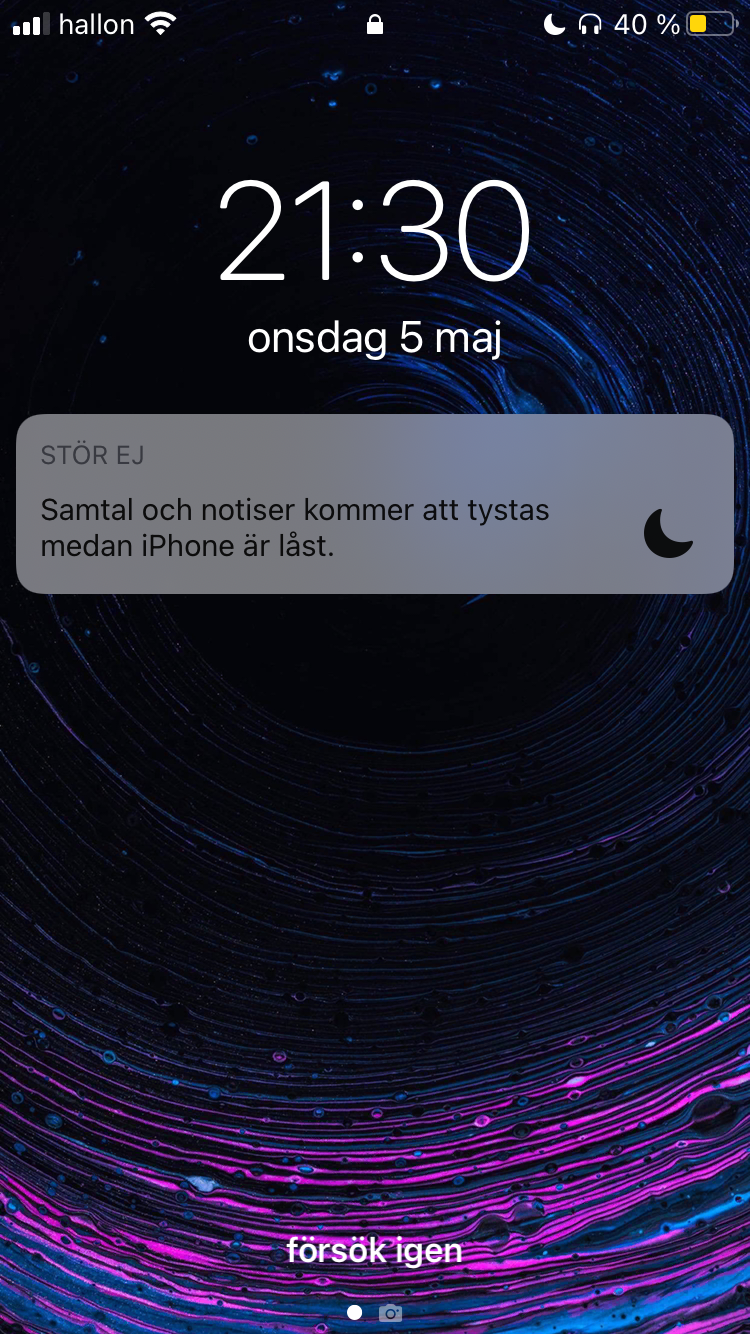 hallon 40 %
21:30
onsdag 5 maj
STÖR EJ
Samtal och notiser kommer att tystas
medan iPhone är låst.
försök igen